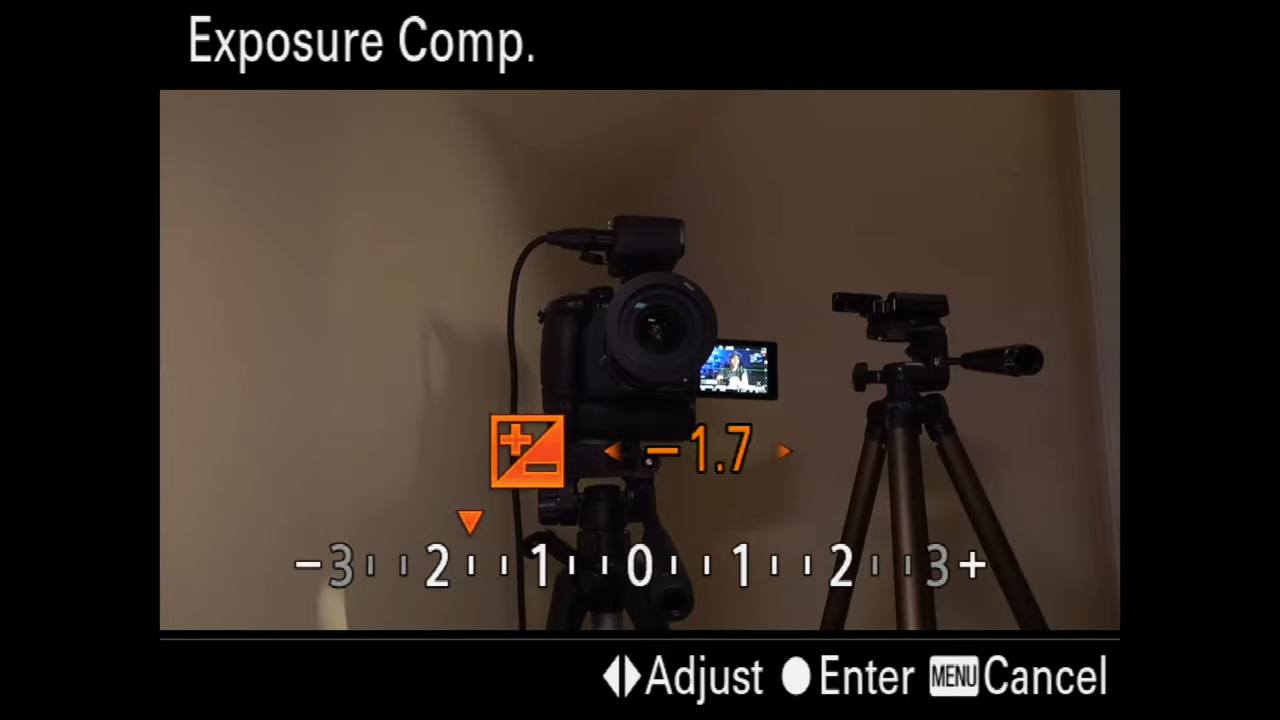 Exposure Comp.
−1.7
−3 2 1 0 1 2 3+
Adjust Enter MENU Cancel